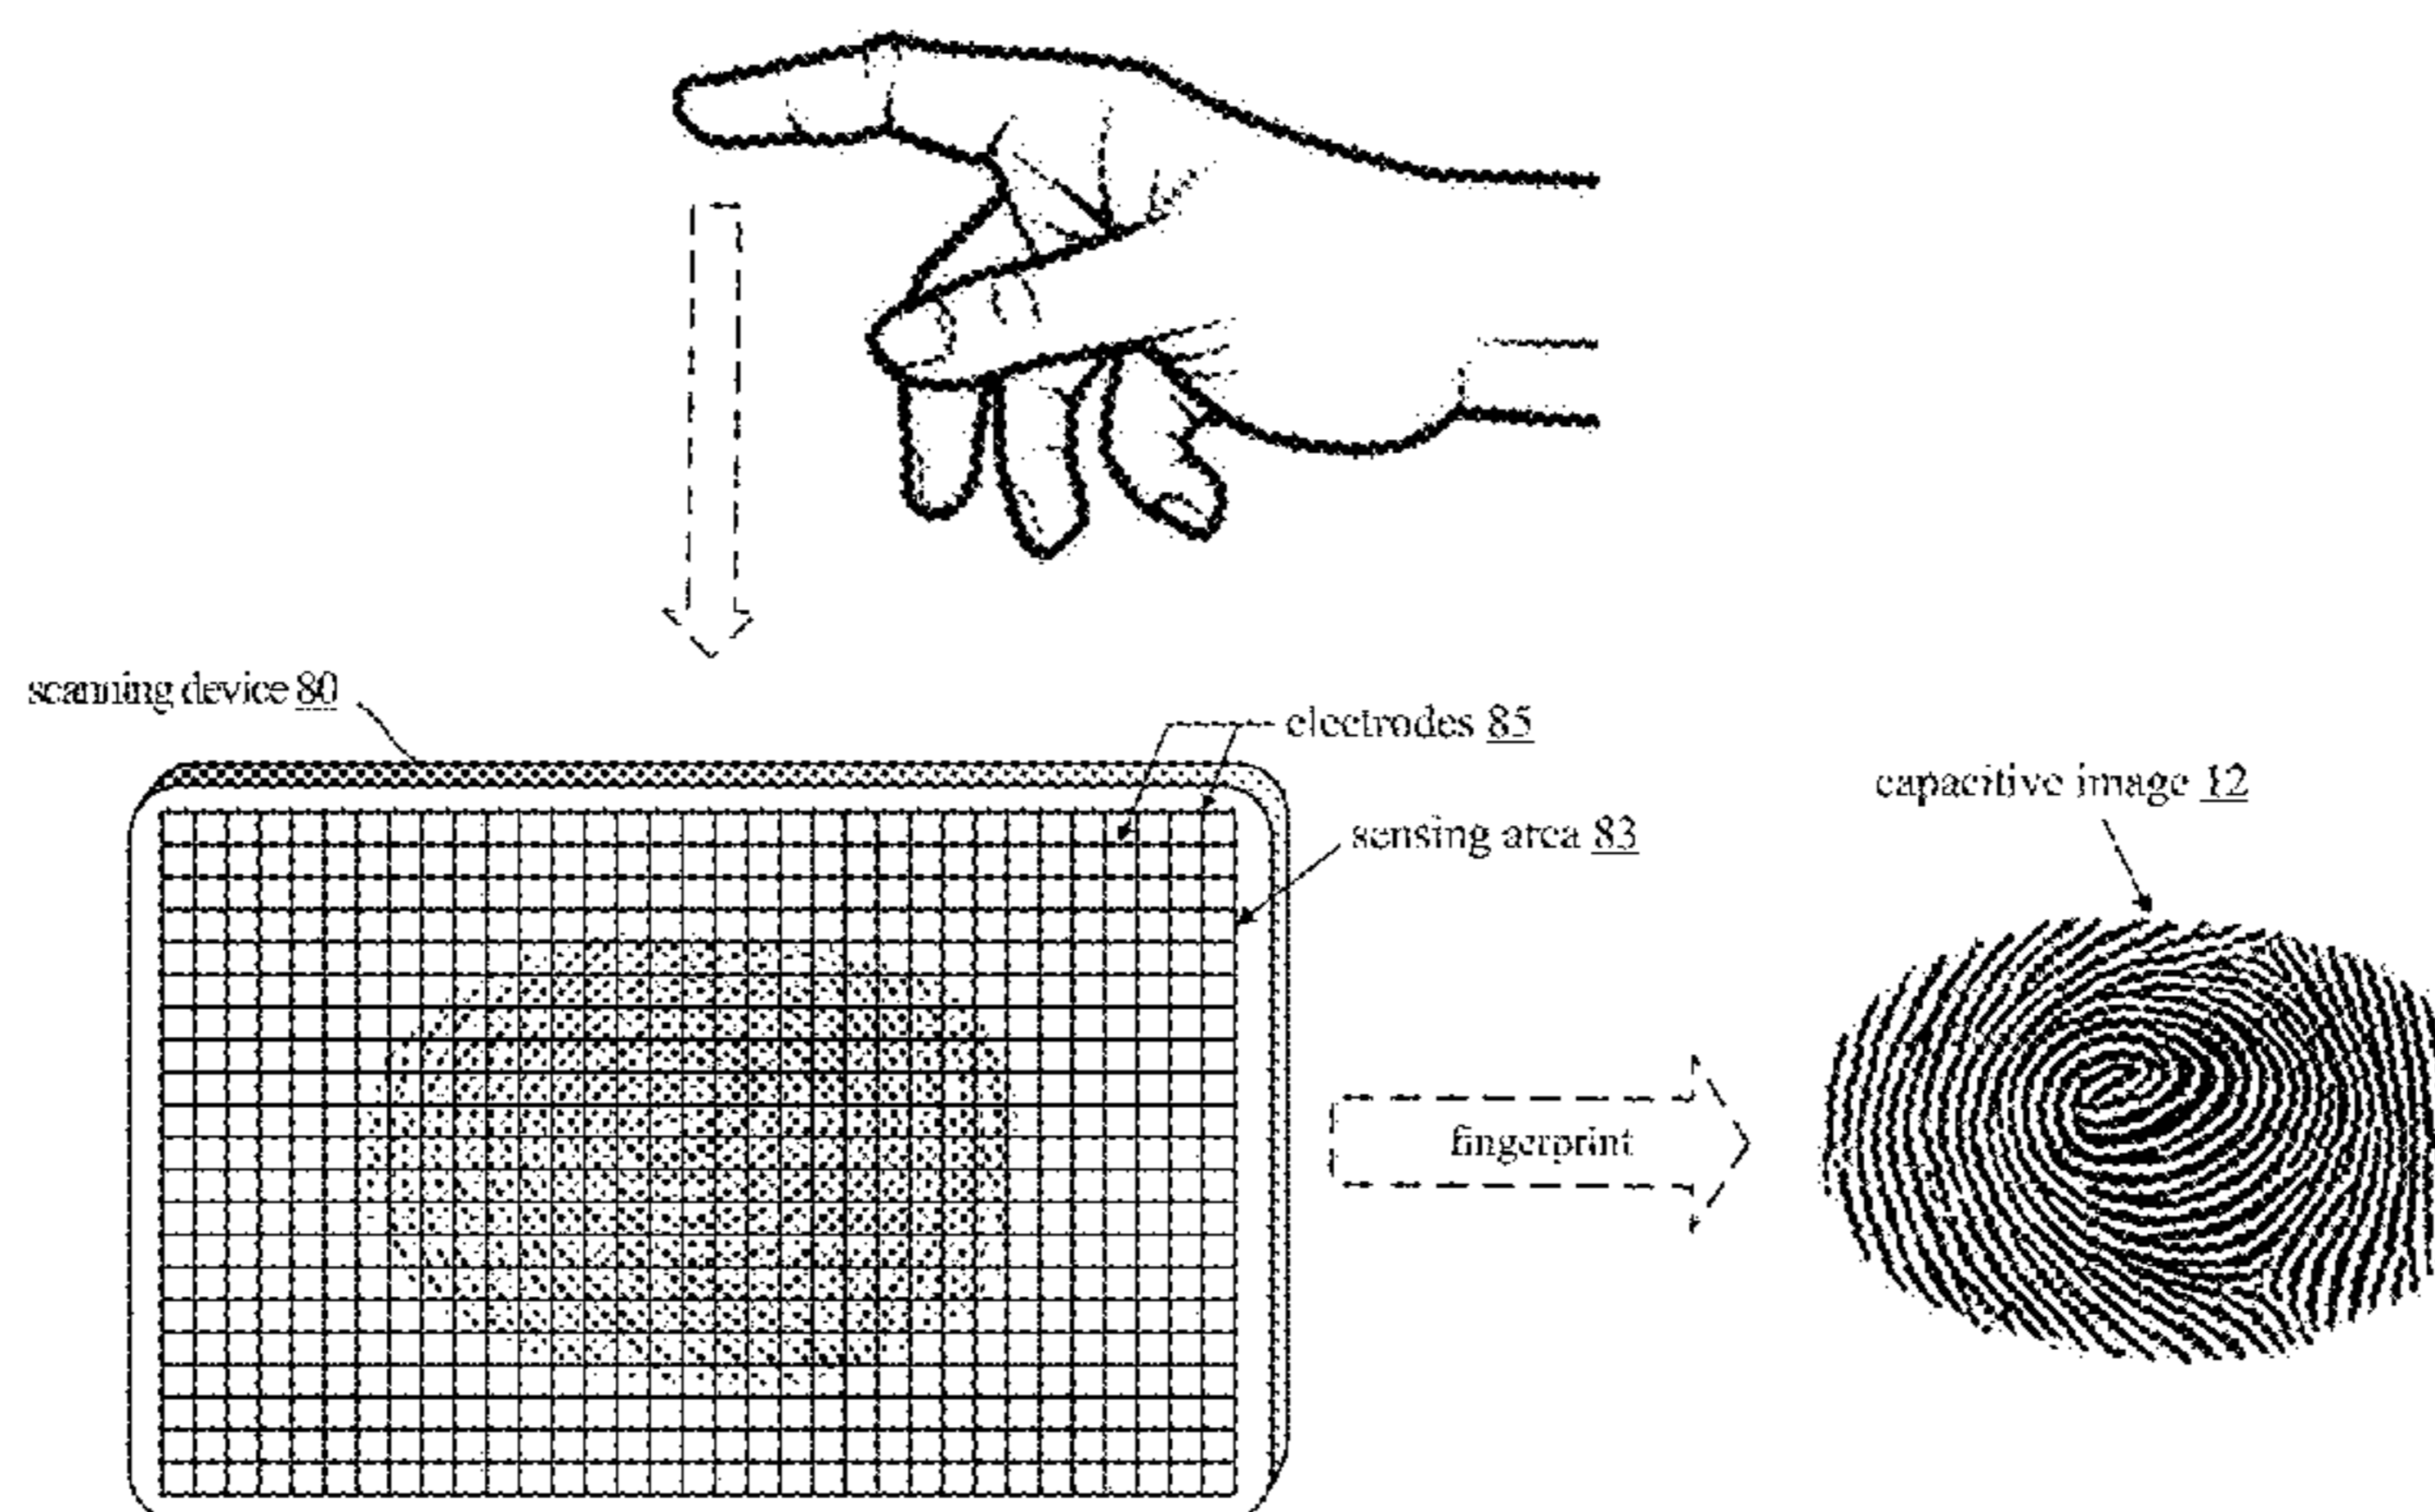 scanning device 80
electrodes 85
capacitive image 12
sensing area 83
fingerprint